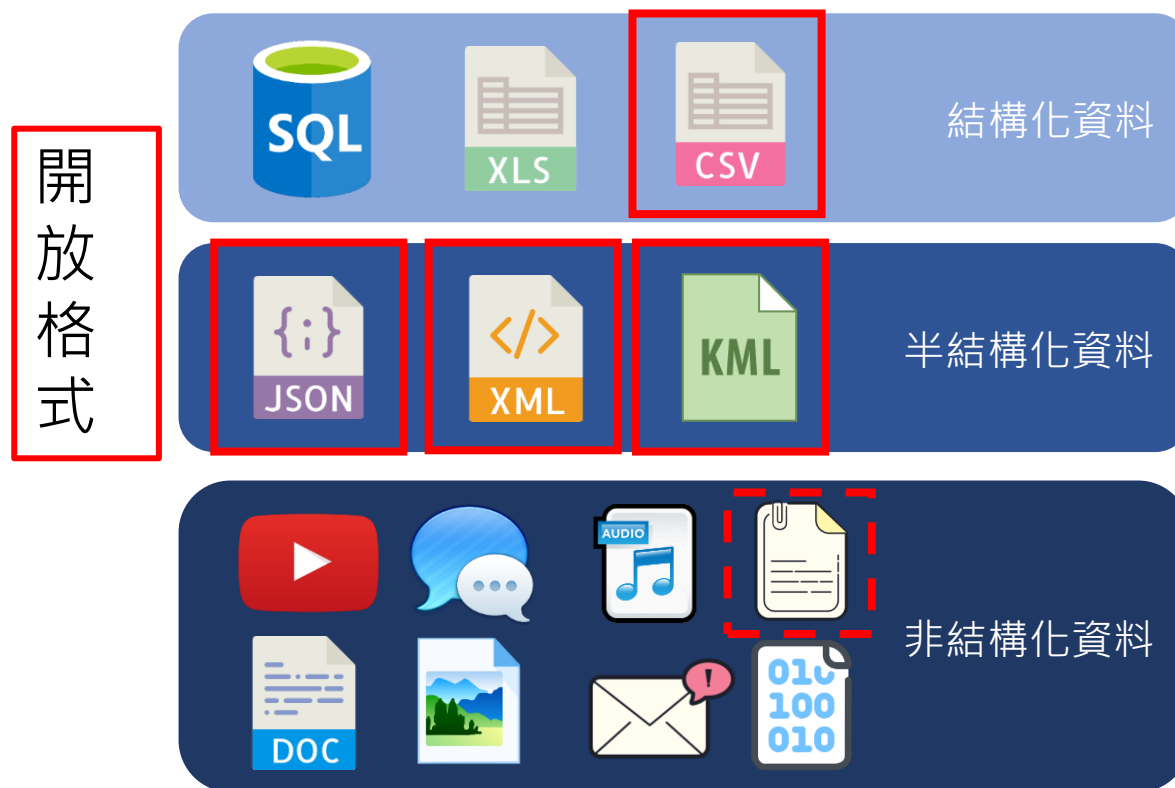 開
放
格
式
SQL
XLS
CSV
結構化資料
{;}
JSON
</>
XML
KML
半結構化資料
AUDIO
非結構化資料
DOC
!
010
100
010